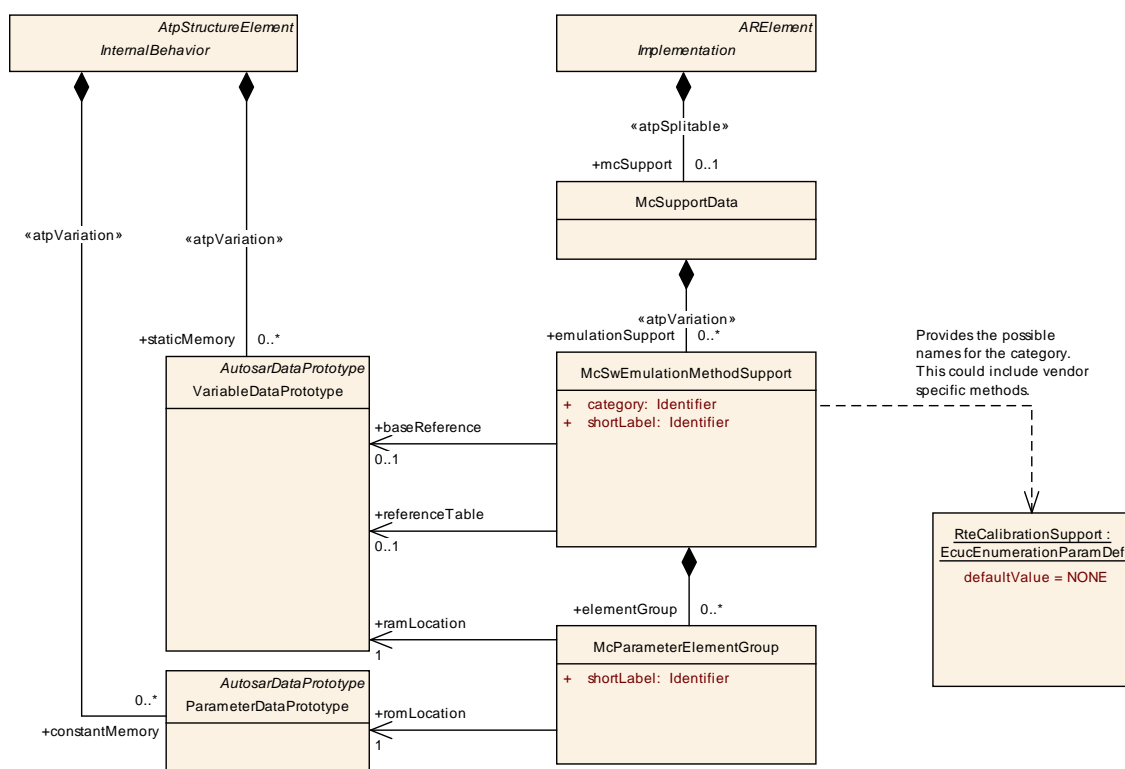 AtpStructureElement
InternalBehavior
ARElement
Implementation
«atpSplitable»
+mcSupport 0..1
McSupportData
«atpVariation» «atpVariation»
«atpVariation»
+emulationSupport 0..*
+staticMemory 0..*
Provides the possible
names for the category.
This could include vendor
specific methods.
AutosarDataPrototype
VariableDataPrototype
McSwEmulationMethodSupport
+ category: Identifier
+ shortLabel: Identifier
+baseReference
0..1
+referenceTable
0..1
RteCalibrationSupport :
EcucEnumerationParamDef
defaultValue = NONE
+elementGroup 0..*
+ramLocation
1
McParameterElementGroup
+ shortLabel: Identifier
AutosarDataPrototype
ParameterDataPrototype
0..*
+constantMemory
+romLocation
1